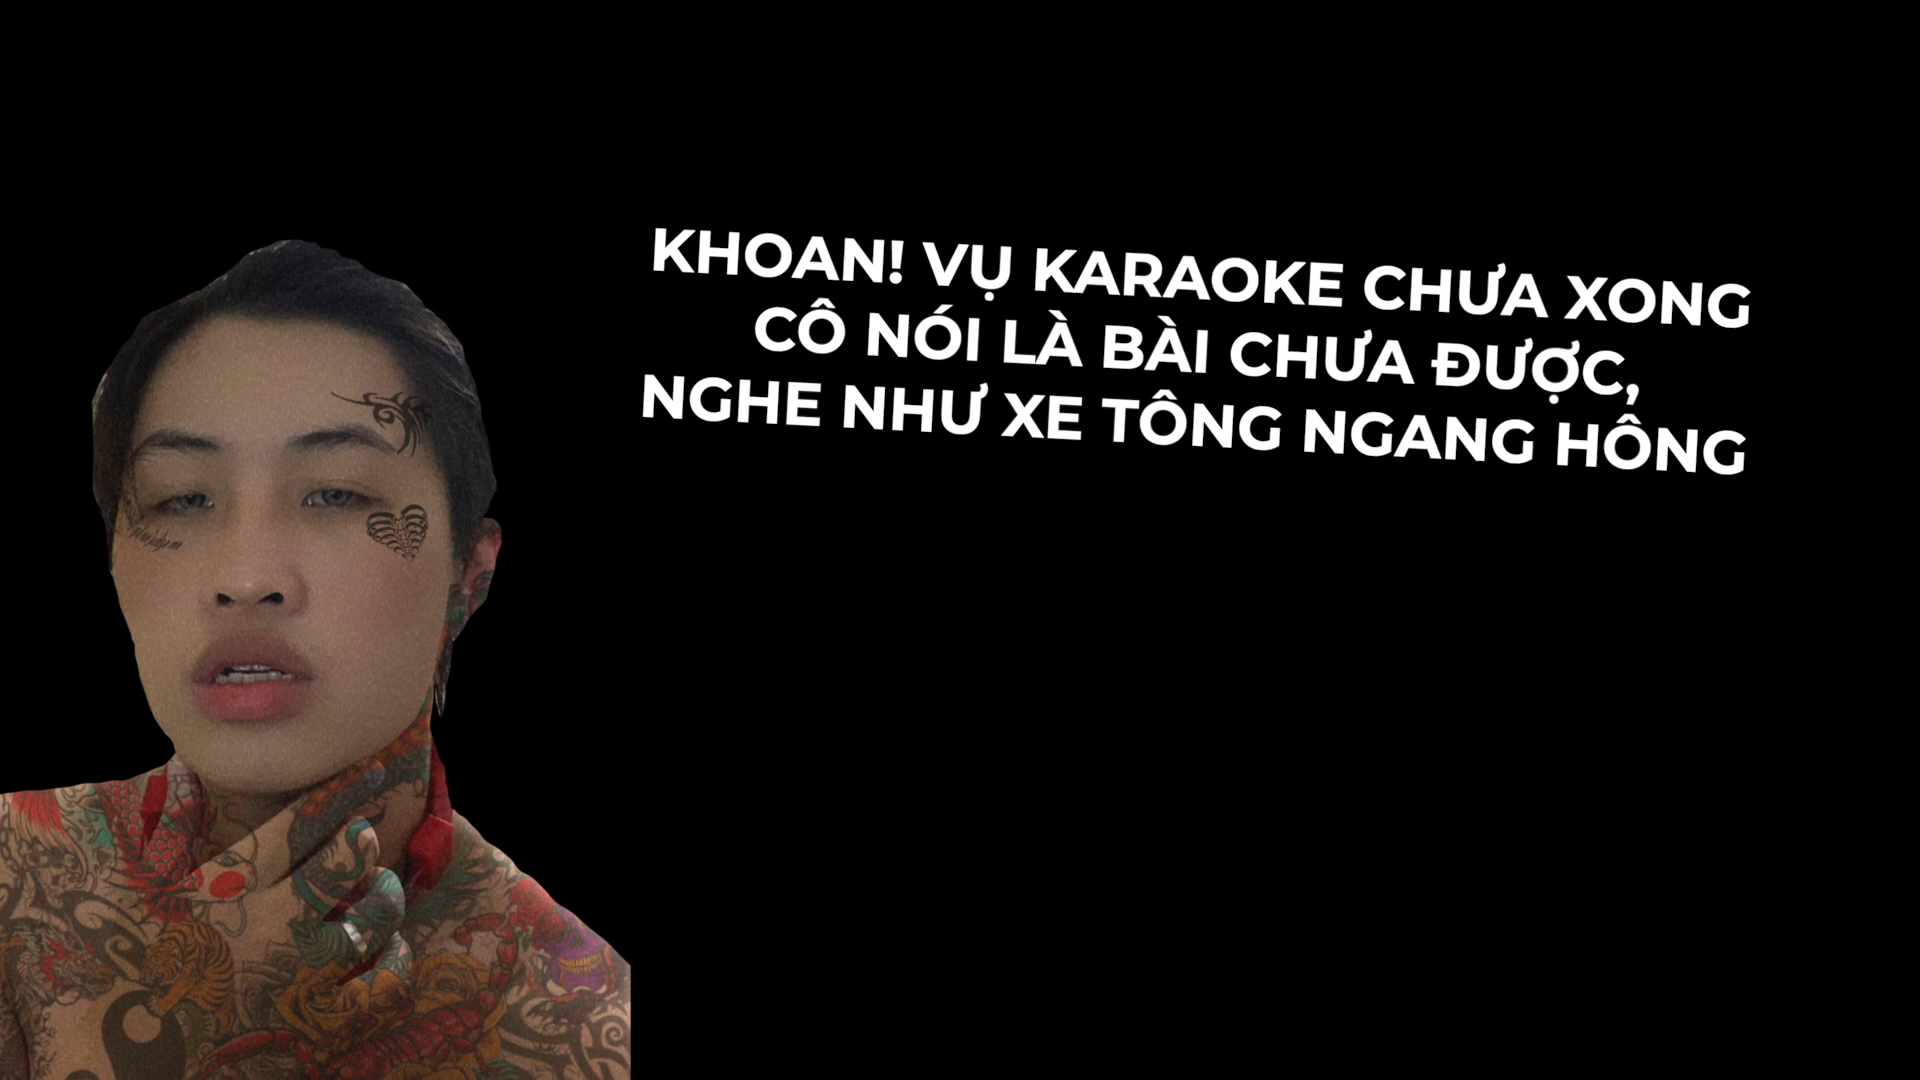 KHOAN! VỤ KARAOKE CHƯA XONG
CÔ NÓI LÀ BÀI CHƯA ĐƯỢC,
NGHE NHƯ XE TÔNG NGANG HÔNG